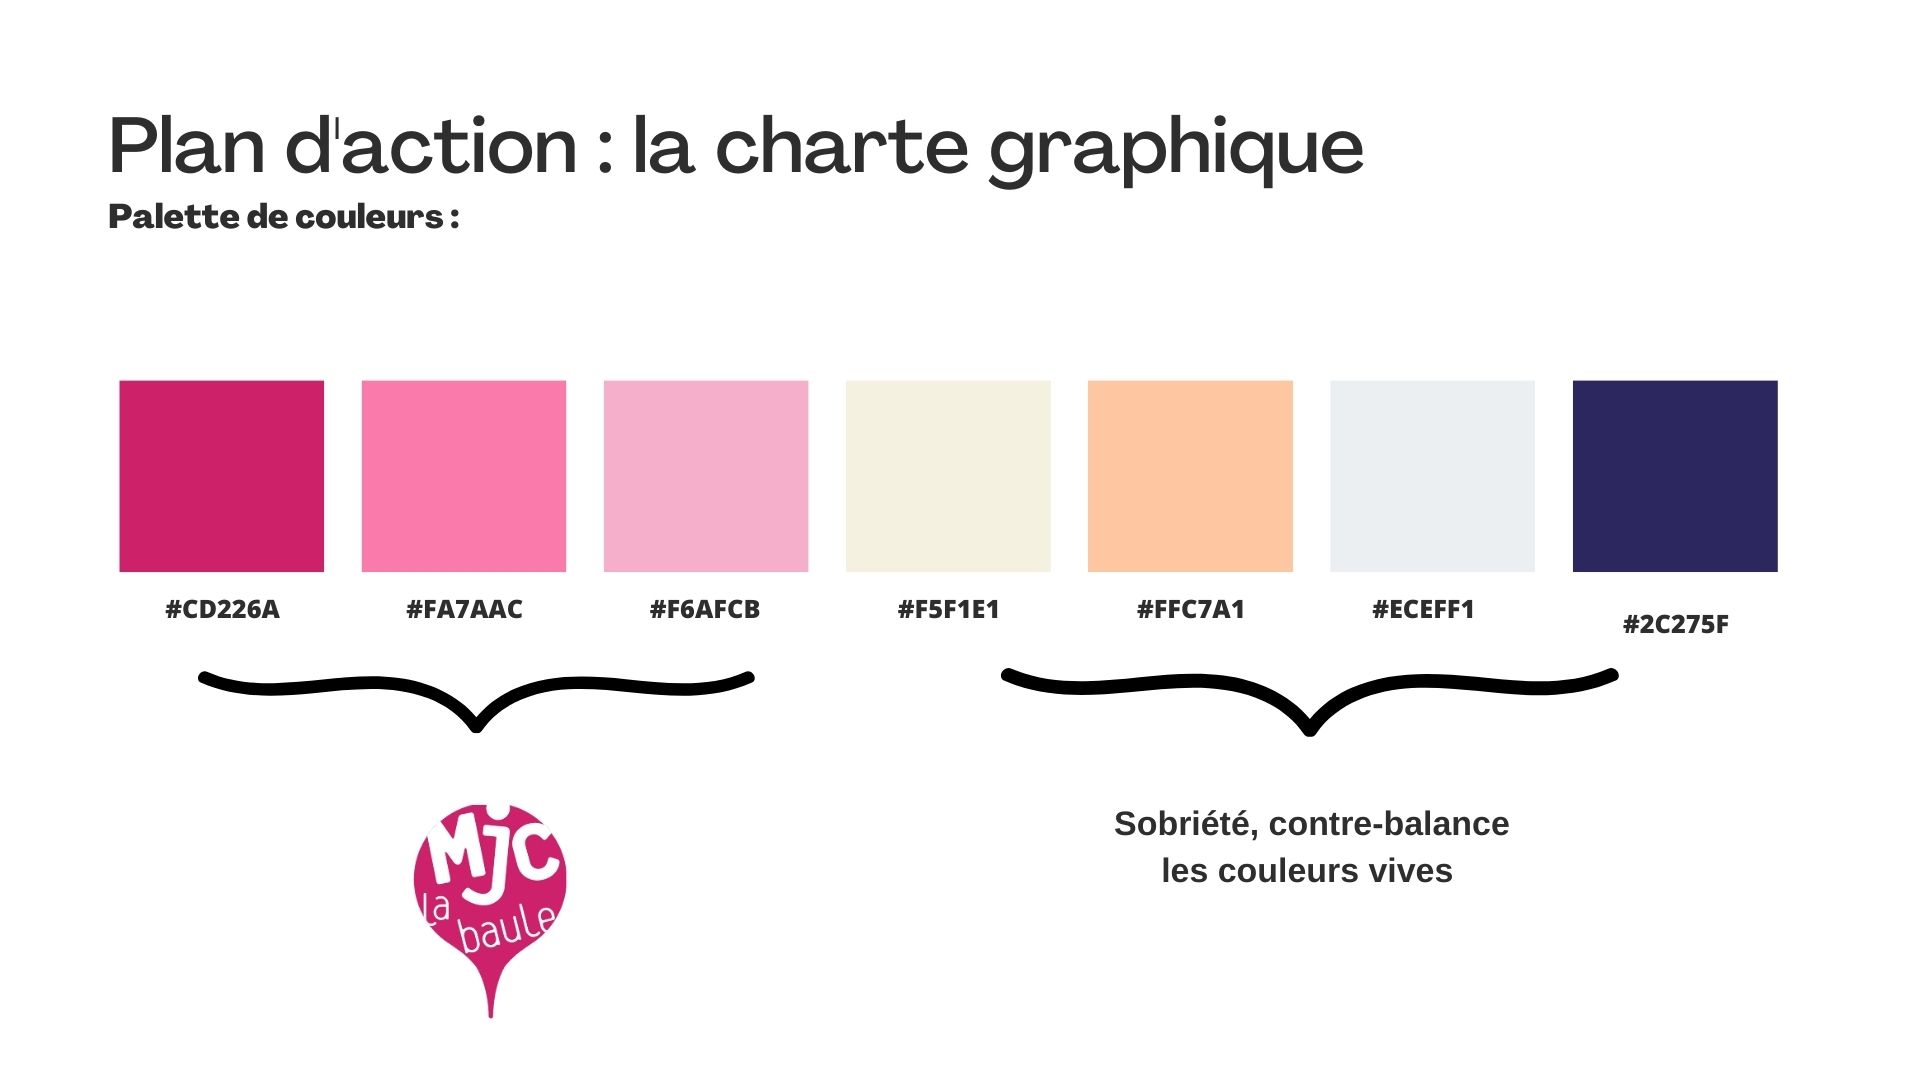 Plan d'action : la charte graphique
Palette de couleurs :
#CD226A
#FA7AAC
#F6AFCB
#F5F1E1
#FFC7A1
#ECEFF1
#2C275F
MJC
la
baule
Sobriété, contre-balance
les couleurs vives